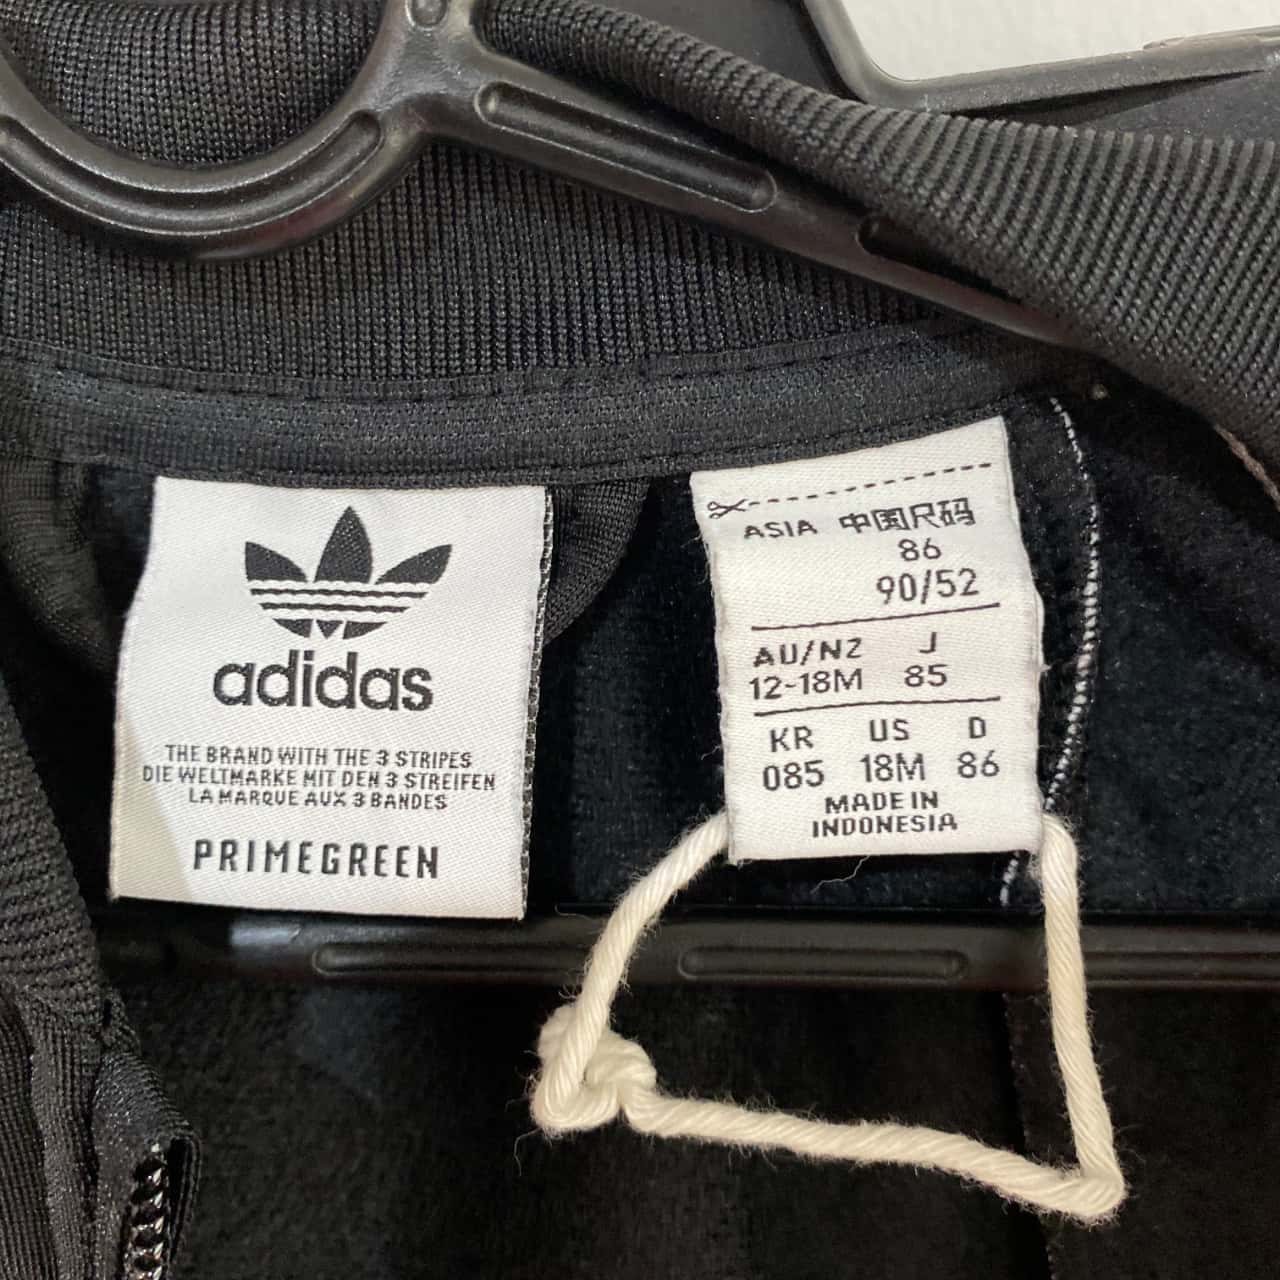 adidas
THE BRAND WITH THE 3 STRIPES
DIE WELTMARKE MIT DEN 3 STREIFEN
LA MARQUE AUX 3 BANDES
PRIMEGREEN
ASIA 中国尺码
86
90/52
AU/NZ J
12-18M 85
KR US D
085 18M 86
MADE IN
INDONESIA